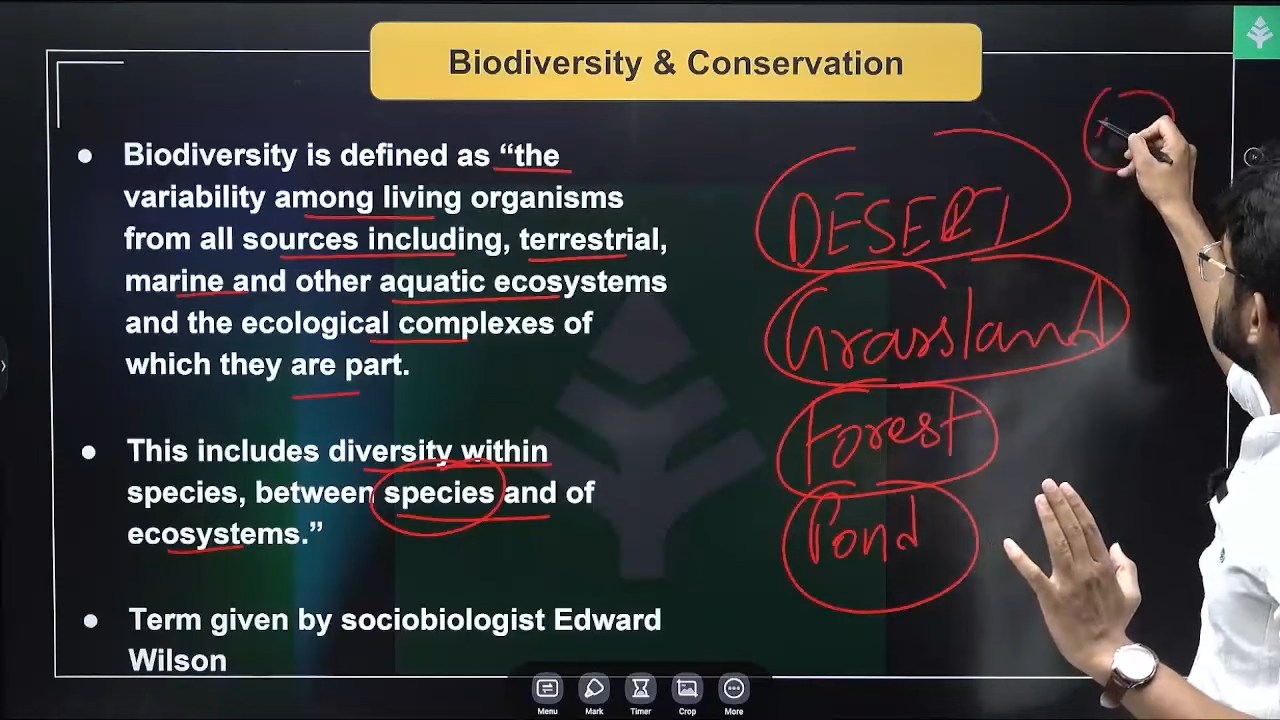 Biodiversity & Conservation
● Biodiversity is defined as “the
variability among living organisms
from all sources including, terrestrial,
marine and other aquatic ecosystems
and the ecological complexes of
which they are part.
● This includes diversity within
species, between species and of
ecosystems.”
● Term given by sociobiologist Edward
Wilson
DESERT
Grassland
Forest
Pond
Menu
Mark
Timer
Crop
More